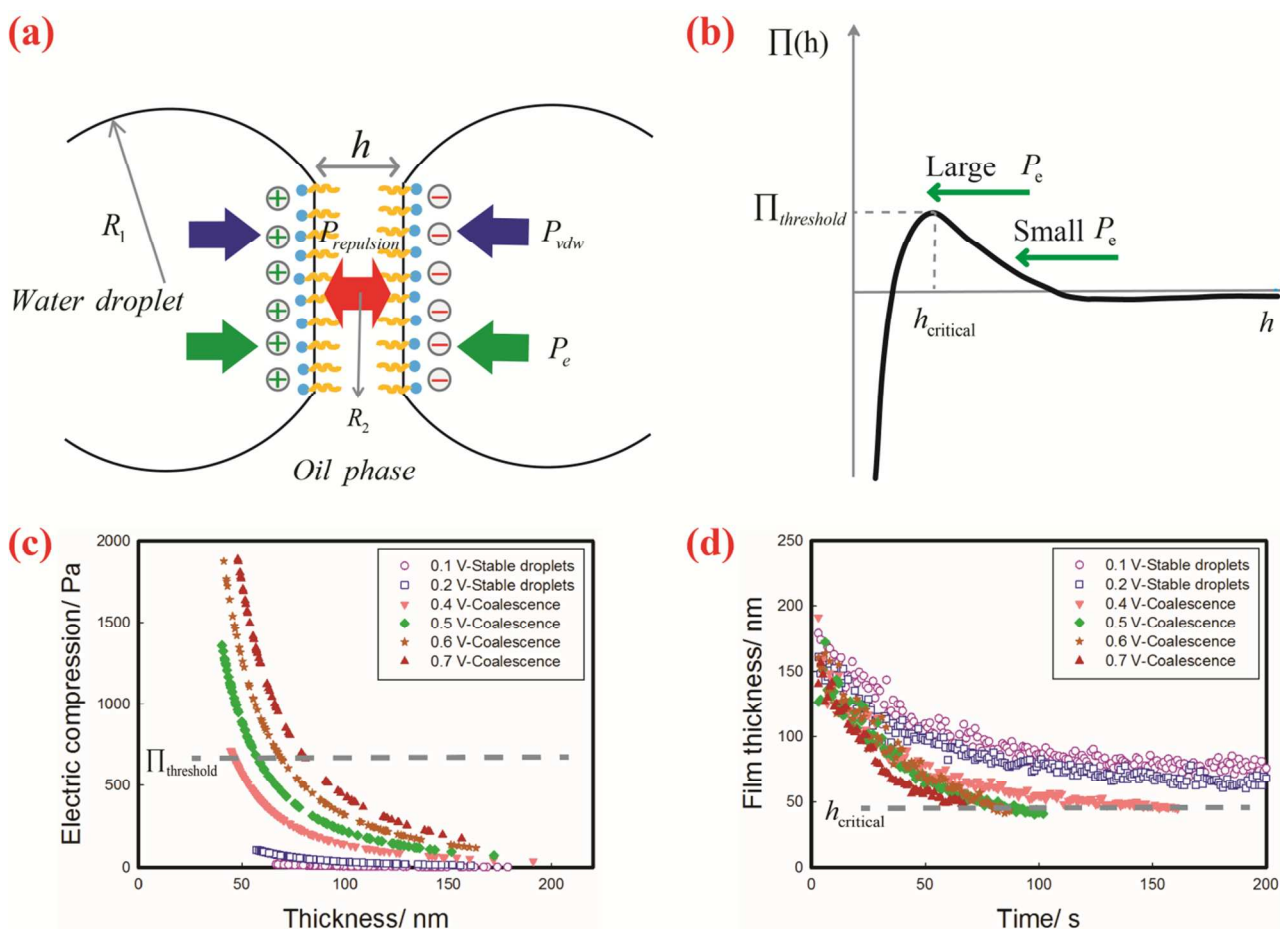 (a)
h
R1
Prepulsion
Pvdw
Water droplet
Pe
R2
Oil phase
(b)
Π(h)
Large Pe
Πthreshold
Small Pe
hcritical
h
(c)
2000
1500
1000
500
0
Electric compression/ Pa
0.1 V-Stable droplets
0.2 V-Stable droplets
0.4 V-Coalescence
0.5 V-Coalescence
0.6 V-Coalescence
0.7 V-Coalescence
Πthreshold
0 50 100 150 200
Thickness/ nm
(d)
250
200
150
100
50
0
Film thickness/ nm
0.1 V-Stable droplets
0.2 V-Stable droplets
0.4 V-Coalescence
0.5 V-Coalescence
0.6 V-Coalescence
0.7 V-Coalescence
hcritical
0 50 100 150 200
Time/ s